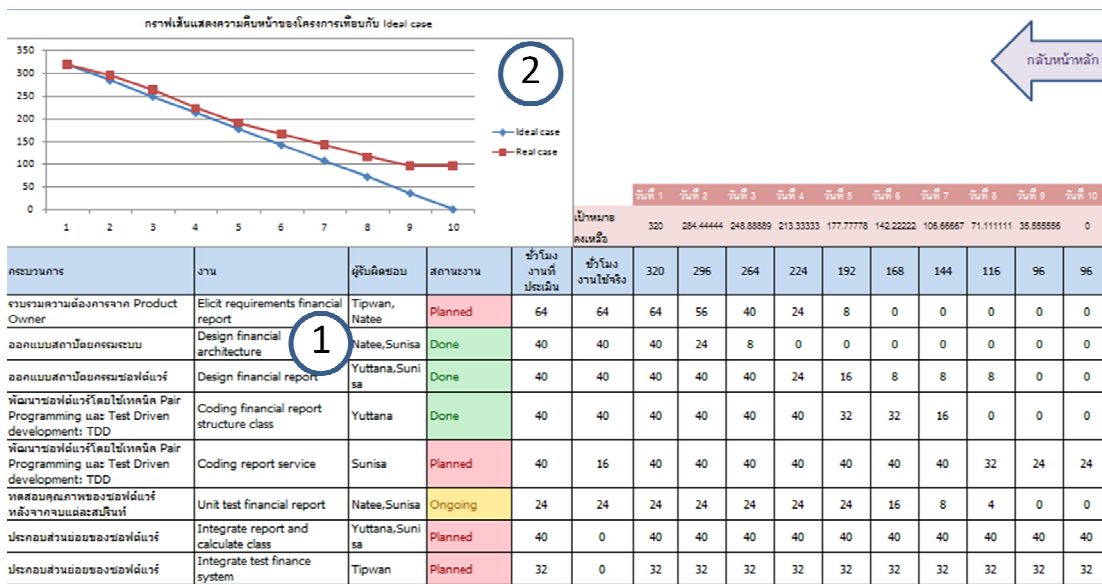 กราฟเส้นแสดงความคืบหน้าของโครงการเทียบกับ Ideal case
350
300
250
200
150
100
50
0
1 2 3 4 5 6 7 8 9 10
Ideal case
Real case
2
กลับหน้าหลัก
วันที่ 1 วันที่ 2 วันที่ 3 วันที่ 4 วันที่ 5 วันที่ 6 วันที่ 7 วันที่ 8 วันที่ 9 วันที่ 10
เป้าหมาย
คงเหลือ
320 284.44444 248.88889 213.33333 177.77778 142.22222 106.66667 71.111111 35.555556 0
กระบวนการ งาน ผู้รับผิดชอบ สถานะงาน
ชั่วโมง
งานที่
ประเมิน
ชั่วโมง
งานใช้จริง
320 296 264 224 192 168 144 116 96 96
รวบรวมความต้องการจาก Product
Owner
Elicit requirements financial
report
Tipwan,
Natee
Planned 64 64 64 56 40 24 8 0 0 0 0 0
ออกแบบสถาปัตยกรรมระบบ
Design financial
architecture
1
Natee,Sunisa Done 40 40 40 24 8 0 0 0 0 0 0 0
ออกแบบสถาปัตยกรรมซอฟต์แวร์ Design financial report
Yuttana,Suni
sa
Done 40 40 40 40 40 24 16 8 8 8 0 0
พัฒนาซอฟต์แวร์โดยใช้เทคนิค Pair
Programming และ Test Driven
development: TDD
Coding financial report
structure class
Yuttana Done 40 40 40 40 40 40 32 32 16 0 0 0
พัฒนาซอฟต์แวร์โดยใช้เทคนิค Pair
Programming และ Test Driven
development: TDD
Coding report service Sunisa Planned 40 16 40 40 40 40 40 40 40 32 24 24
ทดสอบคุณภาพของซอฟต์แวร์
หลังจากจบแต่ละสปรินท์
Unit test financial report Natee,Sunisa Ongoing 24 24 24 24 24 24 24 16 8 4 0 0
ประกอบส่วนย่อยของซอฟต์แวร์
Integrate report and
calculate class
Yuttana,Suni
sa
Planned 40 0 40 40 40 40 40 40 40 40 40 40
ประกอบส่วนย่อยของซอฟต์แวร์
Integrate test finance
system
Tipwan Planned 32 0 32 32 32 32 32 32 32 32 32 32